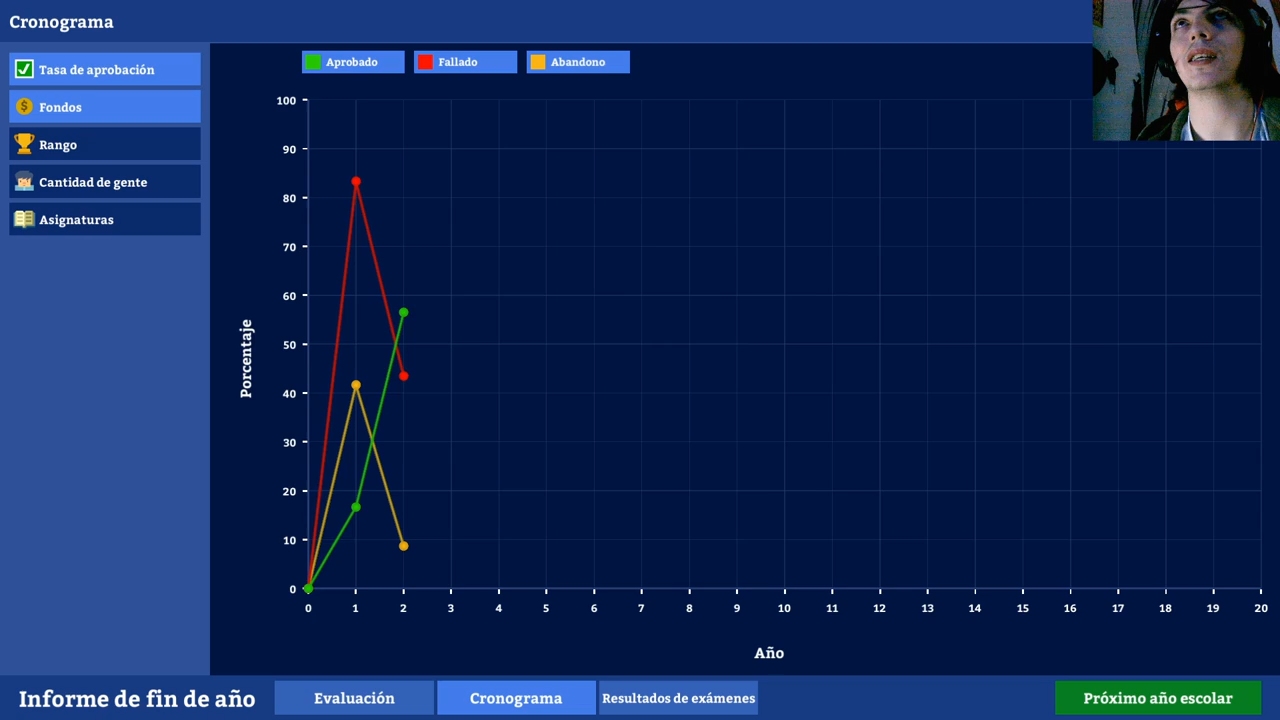 Cronograma
Tasa de aprobación
Fondos
Rango
Cantidad de gente
Asignaturas
Aprobado
Fallado
Abandono
100
90
80
70
60
50
40
30
20
10
0
Porcentaje
0 1 2 3 4 5 6 7 8 9 10 11 12 13 14 15 16 17 18 19 20
Año
Informe de fin de año
Evaluación
Cronograma
Resultados de exámenes
Próximo año escolar